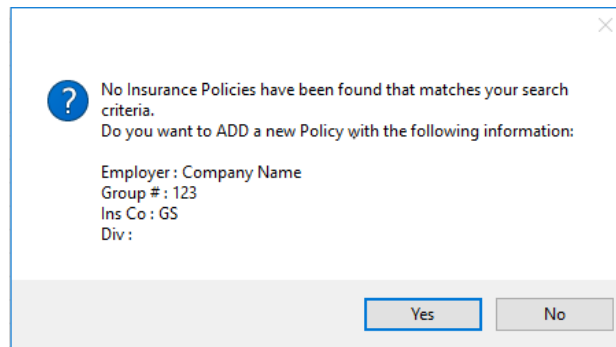 No Insurance Policies have been found that matches your search
criteria.
Do you want to ADD a new Policy with the following information:
Employer : Company Name
Group # : 123
Ins Co : GS
Div :
Yes
No